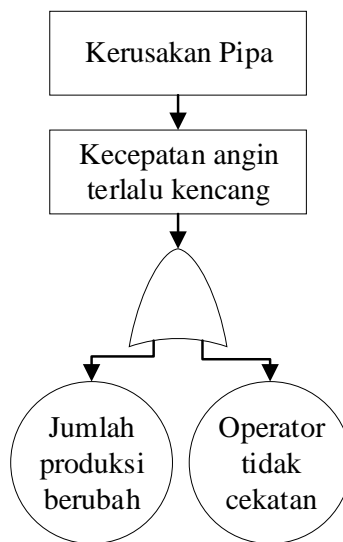 Kerusakan Pipa
Kecepatan angin
terlalu kencang
Jumlah
produksi
berubah
Operator
tidak
cekatan